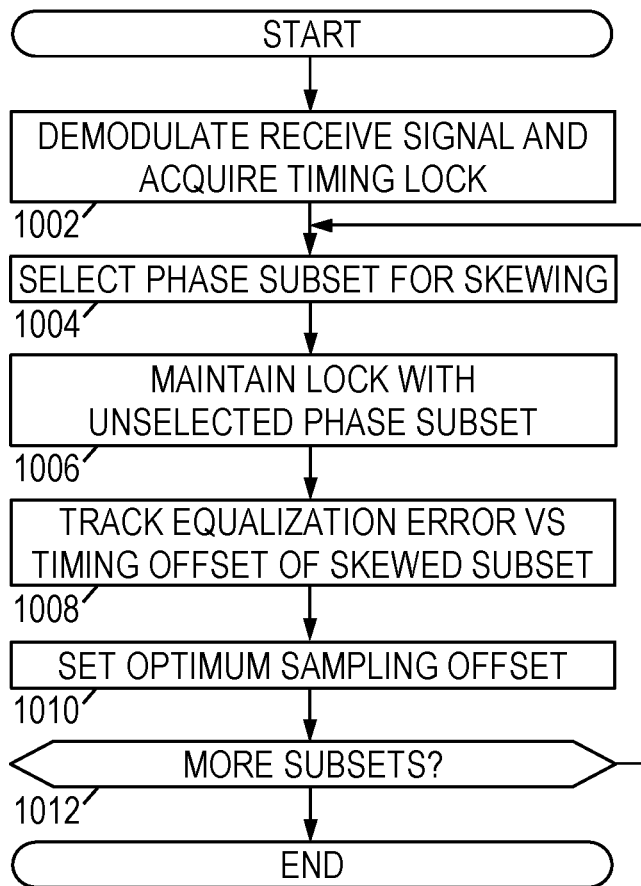 START
DEMODULATE RECEIVE SIGNAL AND
ACQUIRE TIMING LOCK
1002
SELECT PHASE SUBSET FOR SKEWING
1004
MAINTAIN LOCK WITH
UNSELECTED PHASE SUBSET
1006
TRACK EQUALIZATION ERROR VS
TIMING OFFSET OF SKEWED SUBSET
1008
SET OPTIMUM SAMPLING OFFSET
1010
MORE SUBSETS?
1012
END